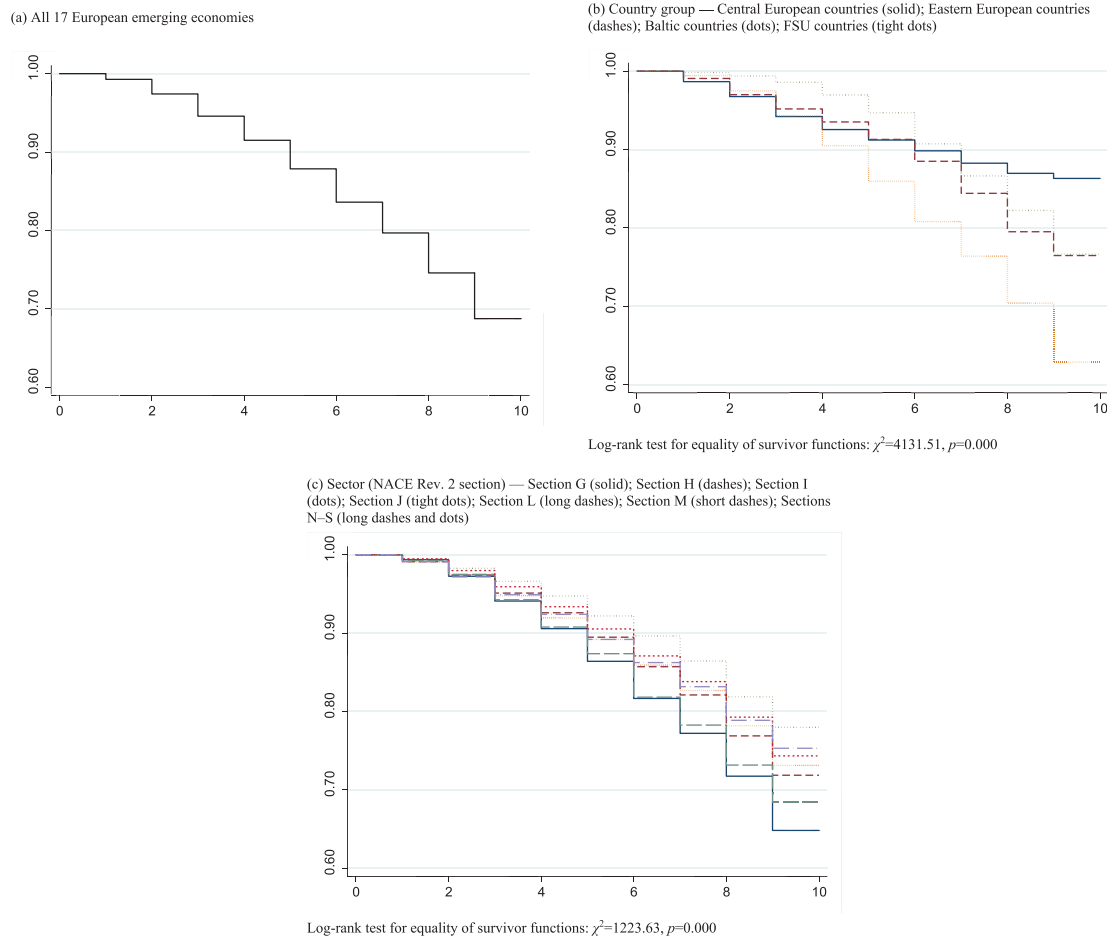 (a) All 17 European emerging economies
1.00
0.90
0.80
0.70
0.60
0 2 4 6 8 10
(b) Country group — Central European countries (solid); Eastern European countries
(dashes); Baltic countries (dots); FSU countries (tight dots)
1.00
0.90
0.80
0.70
0.60
0 2 4 6 8 10
Log-rank test for equality of survivor functions: χ²=4131.51, p=0.000
(c) Sector (NACE Rev. 2 section) — Section G (solid); Section H (dashes); Section I
(dots); Section J (tight dots); Section L (long dashes); Section M (short dashes); Sections
N–S (long dashes and dots)
1.00
0.90
0.80
0.70
0.60
0 2 4 6 8 10
Log-rank test for equality of survivor functions: χ²=1223.63, p=0.000